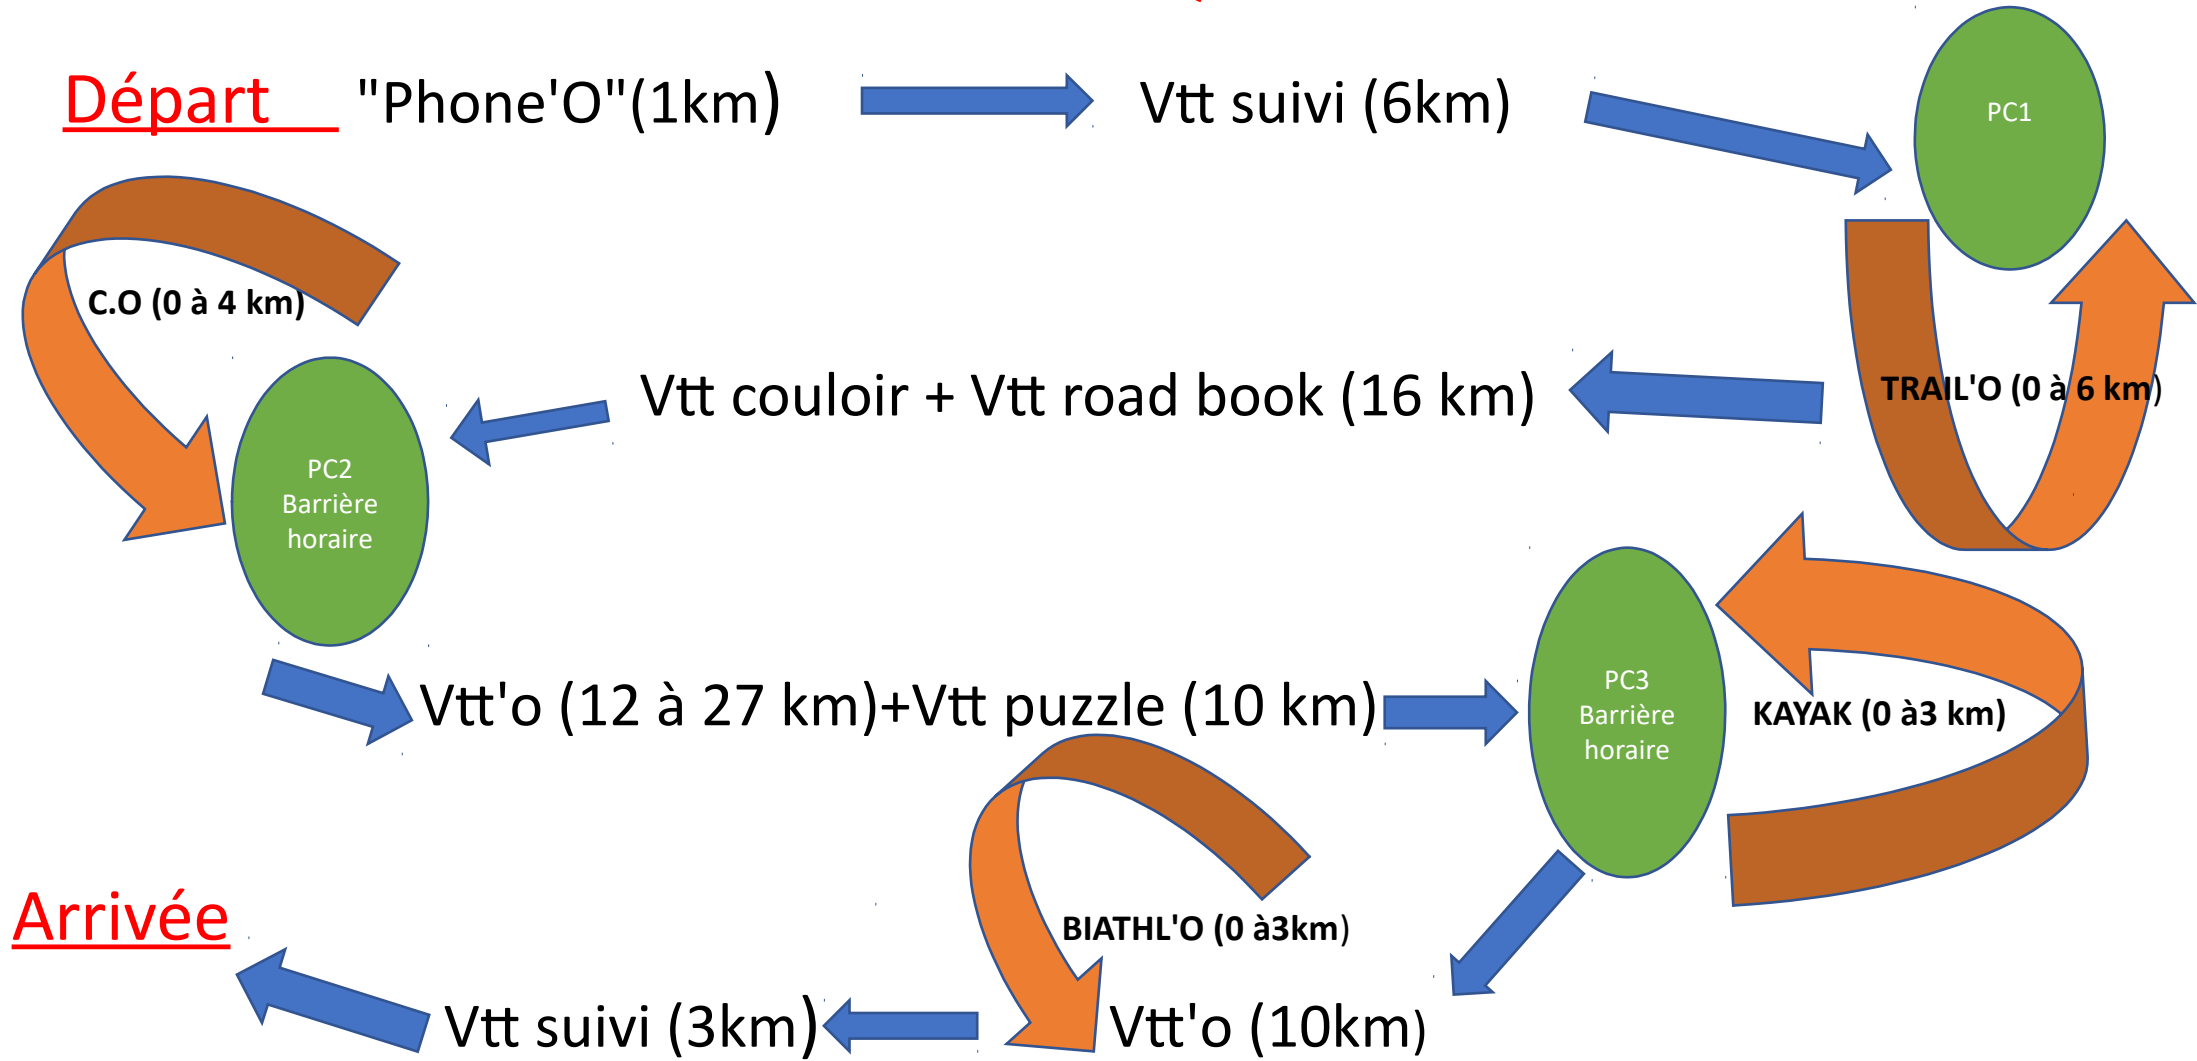 Départ "Phone'O"(1km) Vtt suivi (6km)
PC1
C.O (0 à 4 km)
TRAIL'O (0 à 6 km)
Vtt couloir + Vtt road book (16 km)
PC2
Barrière
horaire
Vtt'o (12 à 27 km)+Vtt puzzle (10 km)
PC3
Barrière
horaire
KAYAK (0 à3 km)
BIATHL'O (0 à3km)
Vtt'o (10km)
Vtt suivi (3km)
Arrivée